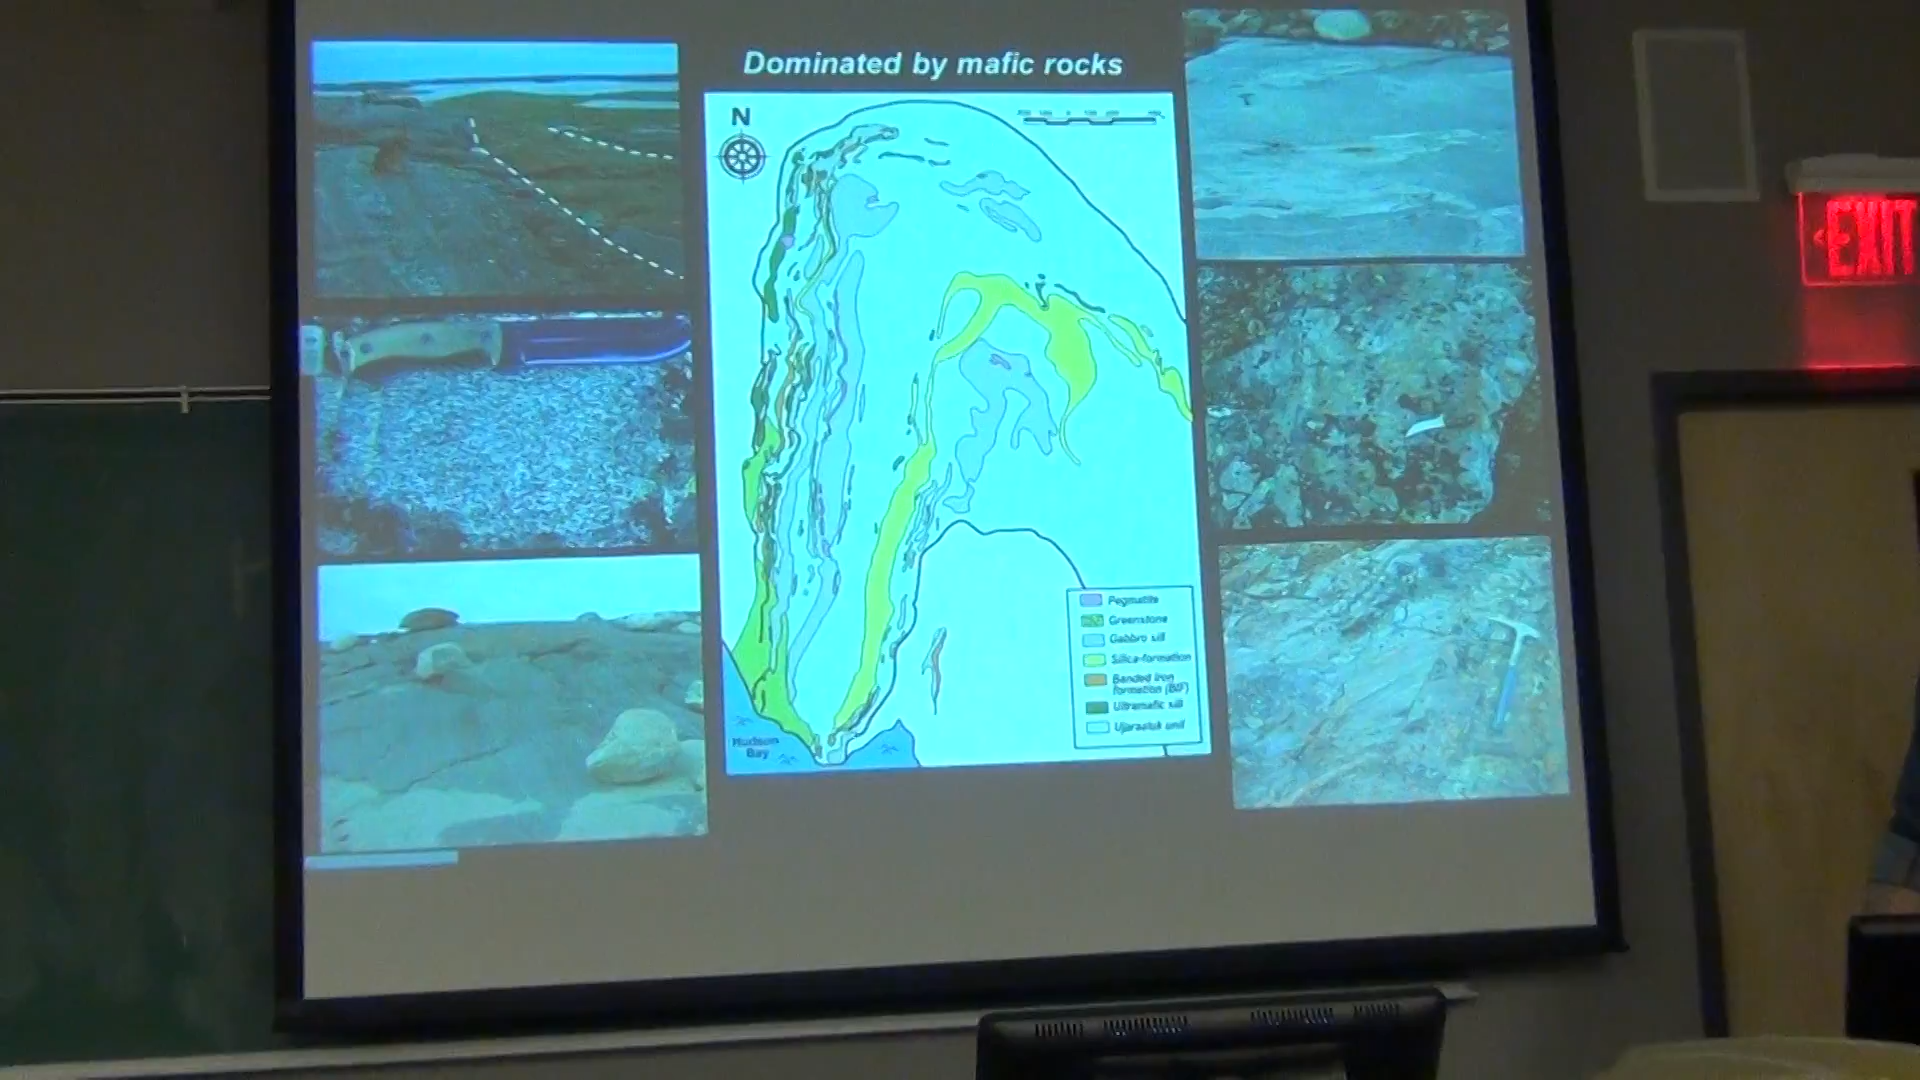 Dominated by mafic rocks
N
Pegmatite
Greenstone
Gabbro sill
Silica-formation
Banded iron
formation (BIF)
Ultramafic sill
Ujaraaluk unit
Hudson
Bay
EXIT